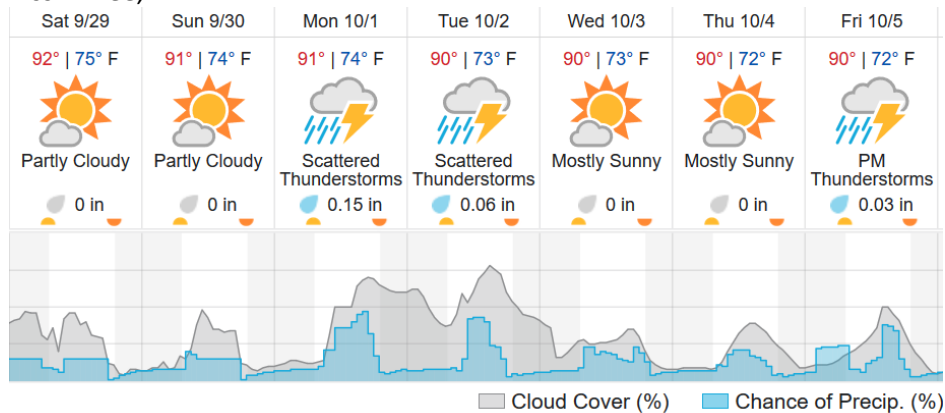 Sat 9/29 Sun 9/30 Mon 10/1 Tue 10/2 Wed 10/3 Thu 10/4 Fri 10/5
92° | 75° F 91° | 74° F 91° | 74° F 90° | 73° F 90° | 73° F 90° | 72° F 90° | 72° F
Partly Cloudy Partly Cloudy Scattered Scattered Mostly Sunny Mostly Sunny PM
Thunderstorms Thunderstorms Thunderstorms
0 in 0 in 0.15 in 0.06 in 0 in 0 in 0.03 in
Cloud Cover (%) Chance of Precip. (%)